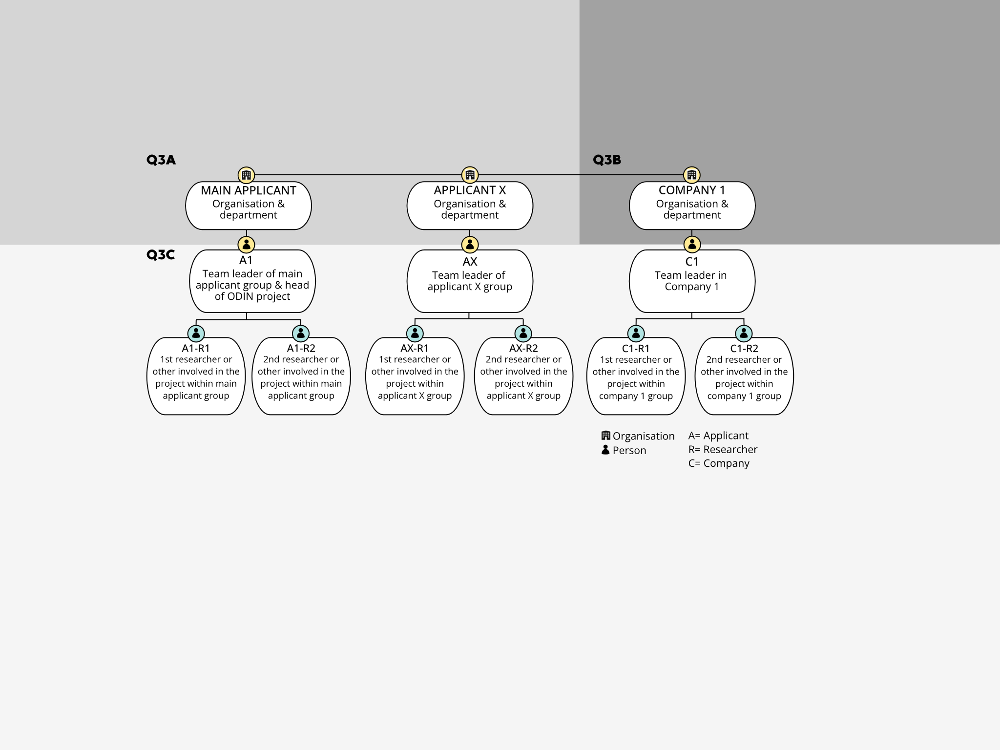 Q3A
Q3B
MAIN APPLICANT
Organisation &
department
APPLICANT X
Organisation &
department
COMPANY 1
Organisation &
department
Q3C
A1
Team leader of main
applicant group & head
of ODIN project
AX
Team leader of
applicant X group
C1
Team leader in
Company 1
A1-R1
1st researcher or
other involved in the
project within main
applicant group
A1-R2
2nd researcher or
other involved in the
project within main
applicant group
AX-R1
1st researcher or
other involved in the
project within
applicant X group
AX-R2
2nd researcher or
other involved in the
project within
applicant X group
C1-R1
1st researcher or
other involved in the
project within
company 1 group
C1-R2
2nd researcher or
other involved in the
project within
company 1 group
Organisation
Person
A= Applicant
R= Researcher
C= Company